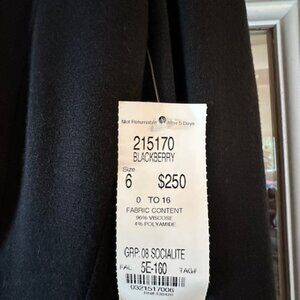 Not Returnable After 5 Days
215170
BLACKBERRY
Size
6 $250
0 TO 16
FABRIC CONTENT
96% VISCOSE
4% POLYAMIDE
GRP: 08 SOCIALITE
FAL 5E-160 TAG#
0321517006